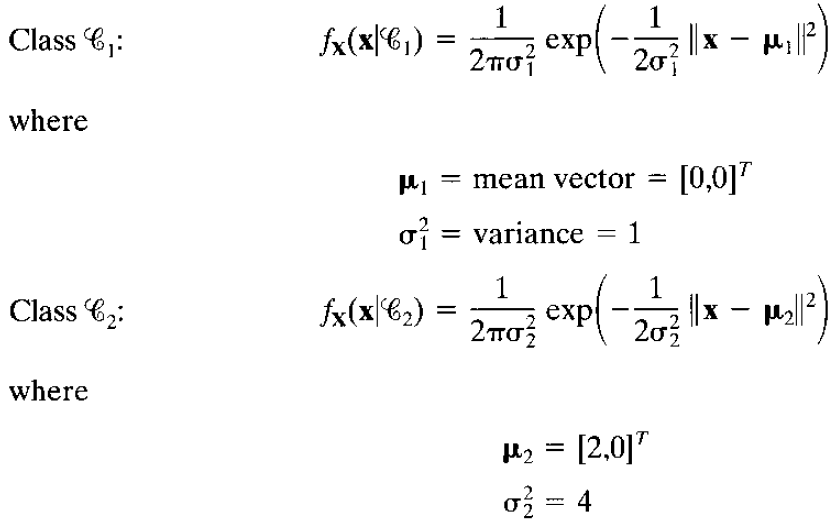 Class 𝒞₁: f_𝐗(𝐱|𝒞₁) = 1/(2πσ₁²) exp(−1/(2σ₁²) ‖𝐱 − 𝛍₁‖²)
where
𝛍₁ = mean vector = [0,0]ᵀ
σ₁² = variance = 1
Class 𝒞₂: f_𝐗(𝐱|𝒞₂) = 1/(2πσ₂²) exp(−1/(2σ₂²) ‖𝐱 − 𝛍₂‖²)
where
𝛍₂ = [2,0]ᵀ
σ₂² = 4